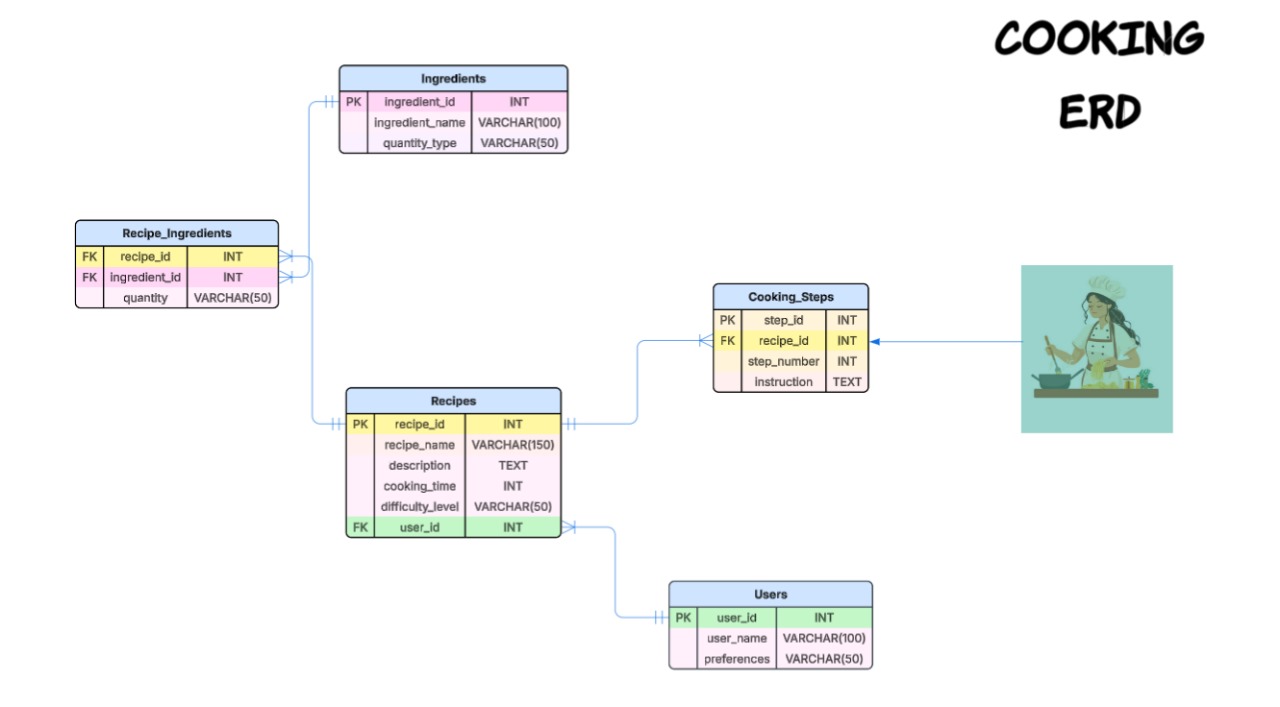 COOKING
ERD
Ingredients
PK ingredient_id INT
ingredient_name VARCHAR(100)
quantity_type VARCHAR(50)
Recipe_Ingredients
FK recipe_id INT
FK ingredient_id INT
quantity VARCHAR(50)
Cooking_Steps
PK step_id INT
FK recipe_id INT
step_number INT
instruction TEXT
Recipes
PK recipe_id INT
recipe_name VARCHAR(150)
description TEXT
cooking_time INT
difficulty_level VARCHAR(50)
FK user_id INT
Users
PK user_id INT
user_name VARCHAR(100)
preferences VARCHAR(50)